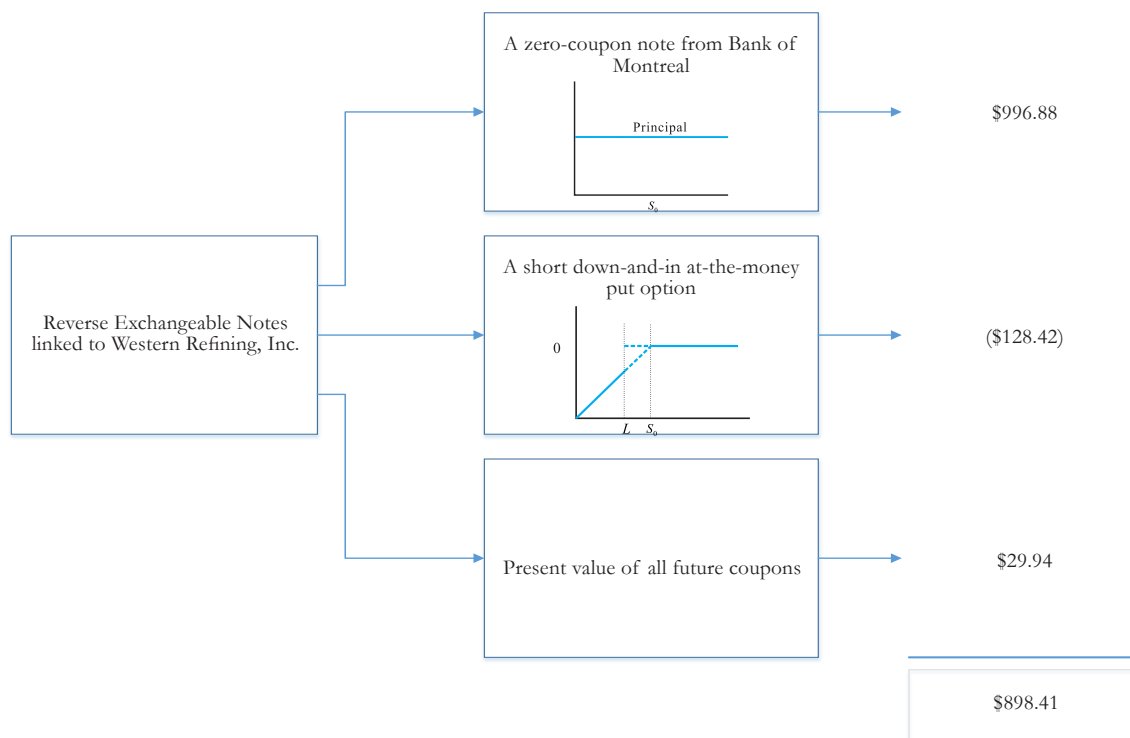 A zero-coupon note from Bank of
Montreal
Principal
S₀
$996.88
Reverse Exchangeable Notes
linked to Western Refining, Inc.
A short down-and-in at-the-money
put option
0
L S₀
($128.42)
Present value of all future coupons
$29.94
$898.41